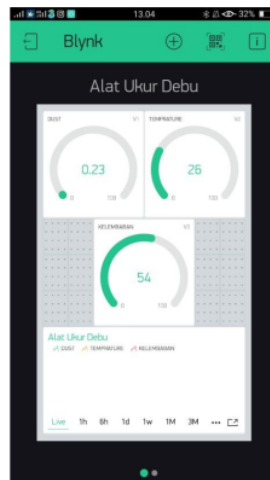 13.04
32%
Blynk
Alat Ukur Debu
DUST V1
TEMPRATURE V2
0.23
26
0 100
0 100
KELEMBABAN V3
54
0 100
Alat Ukur Debu
DUST TEMPRATURE KELEMBABAN
Live 1h 6h 1d 1w 1M 3M ...